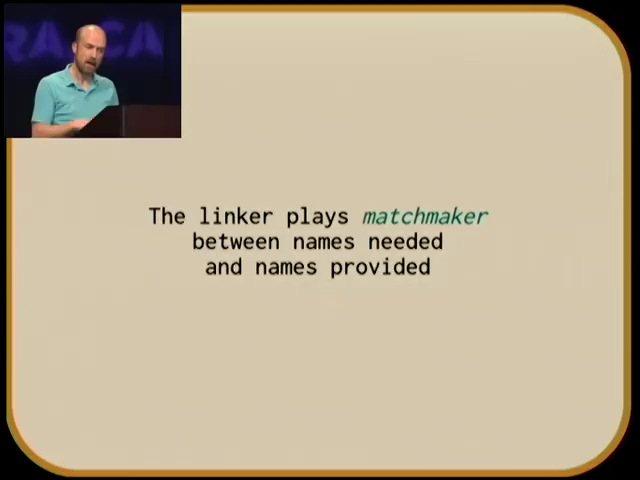 The linker plays matchmaker
between names needed
and names provided